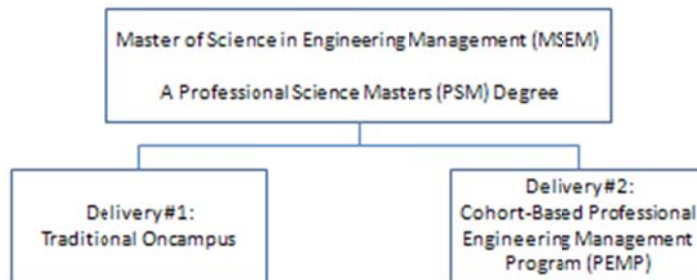 Master of Science in Engineering Management (MSEM)
A Professional Science Masters (PSM) Degree
Delivery#1:
Traditional Oncampus
Delivery#2:
Cohort-Based Professional
Engineering Management
Program (PEMP)